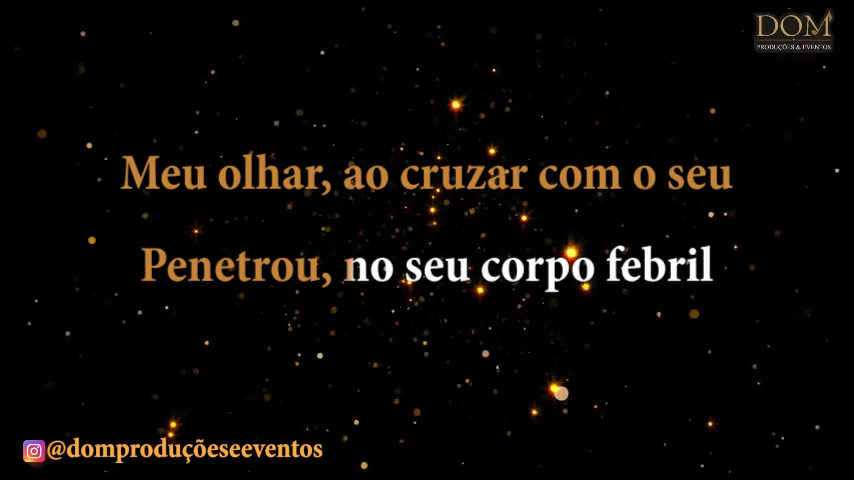 DOM
PRODUÇÕES & EVENTOS
Meu olhar, ao cruzar com o seu
Penetrou, no seu corpo febril
@domproduçõeseeventos